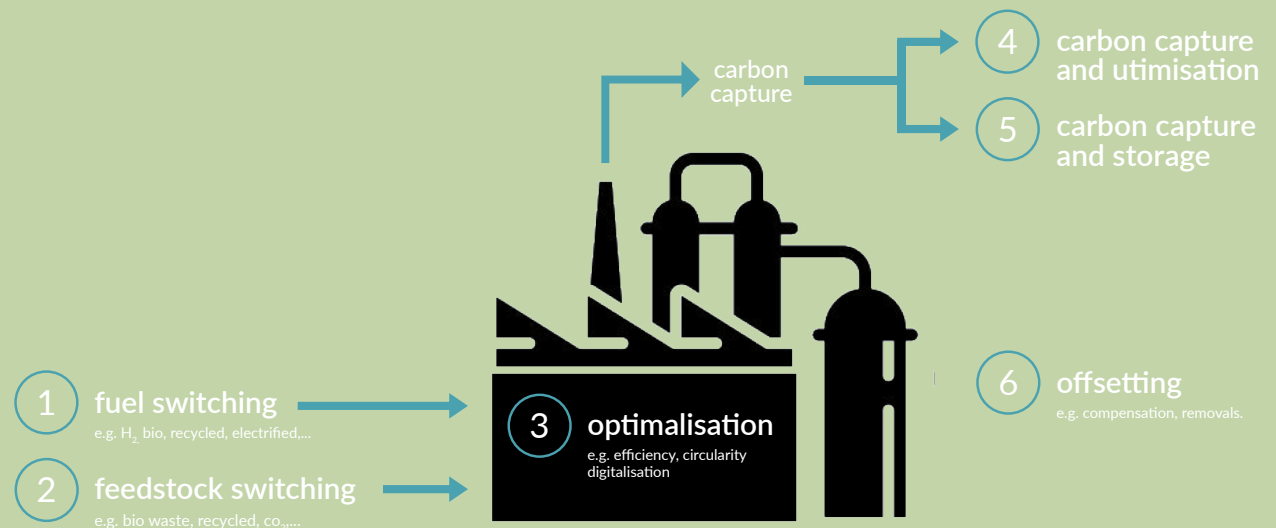 carbon
capture
4
carbon capture
and utimisation
5
carbon capture
and storage
1
fuel switching
e.g. H2, bio, recycled, electrified,...
2
feedstock switching
e.g. bio waste, recycled, co2,...
3
optimalisation
e.g. efficiency, circularity
digitalisation
6
offsetting
e.g. compensation, removals.